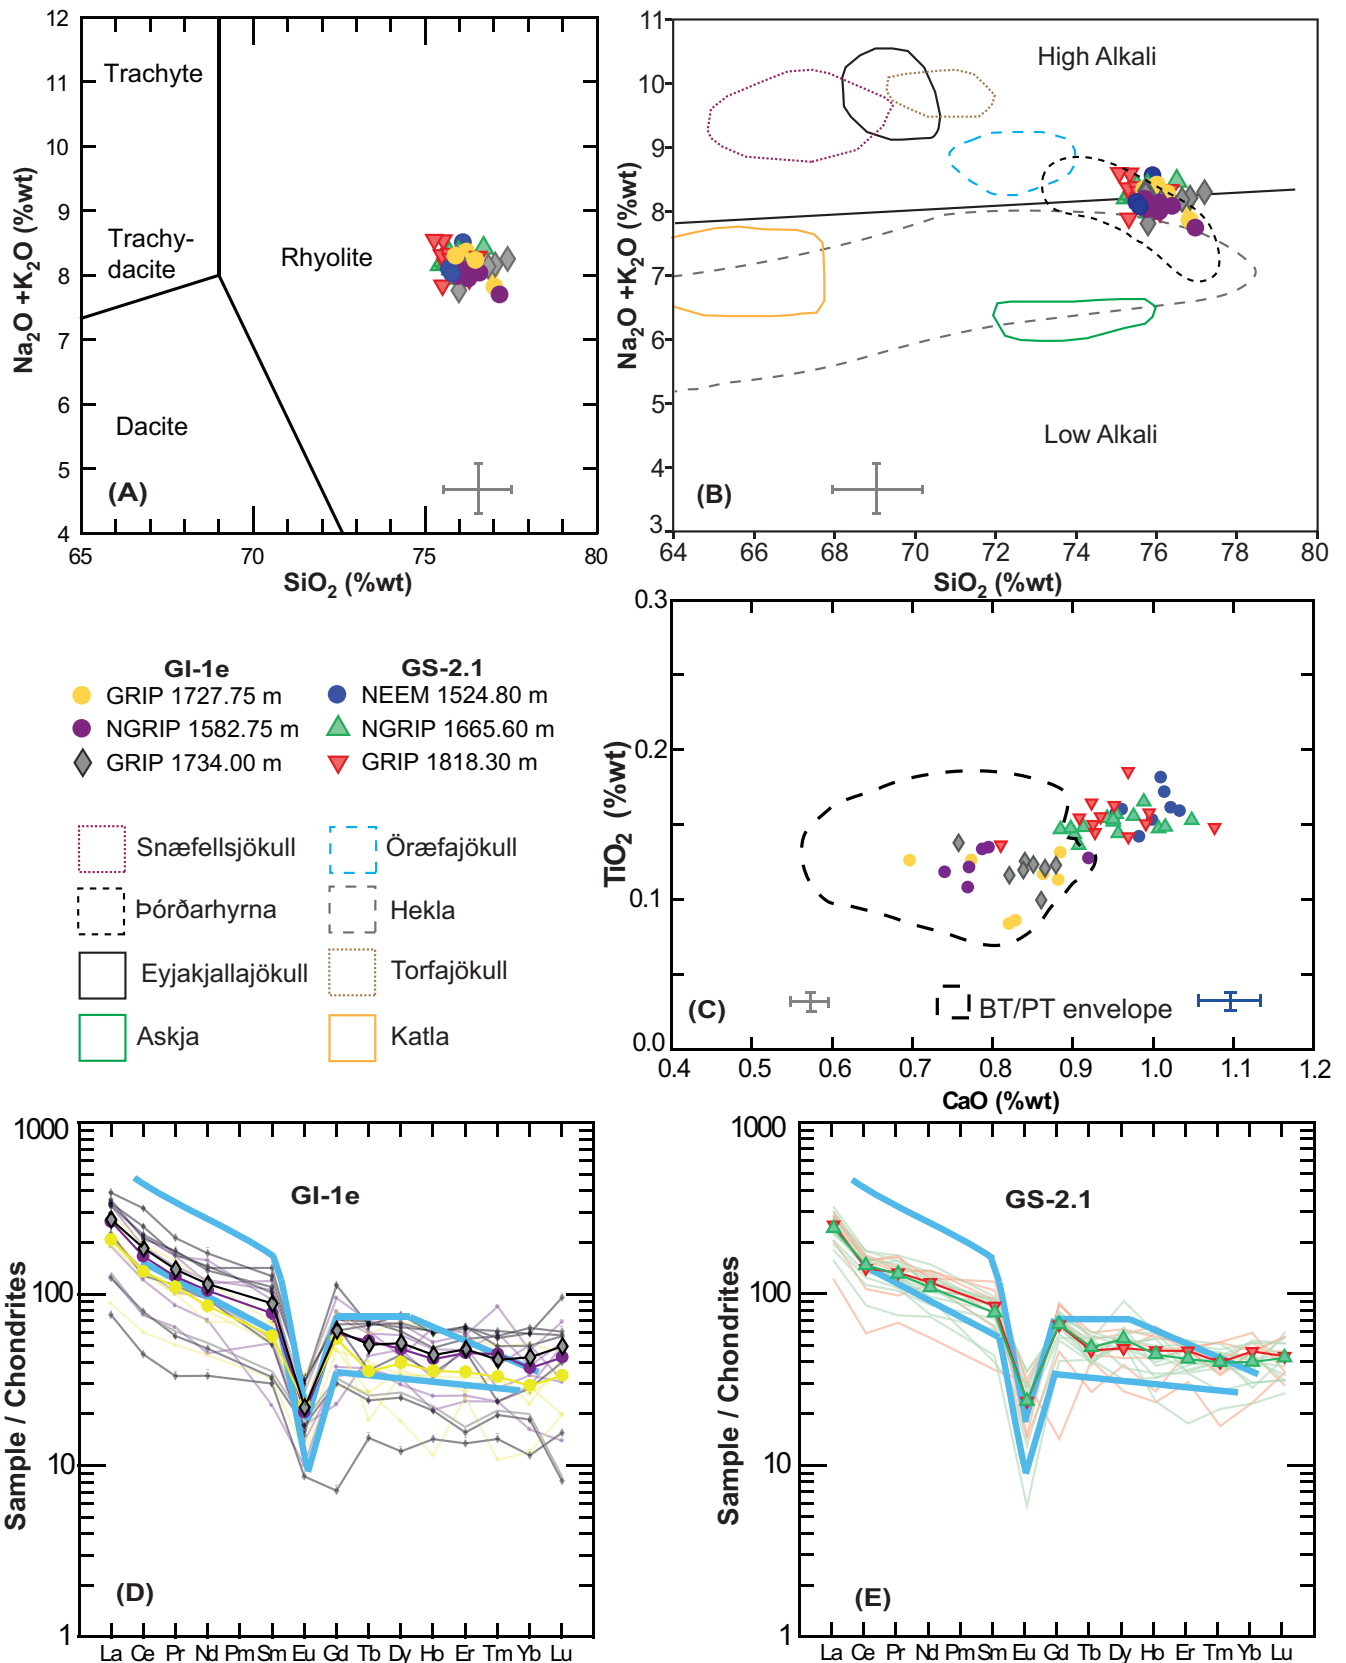 12
11
10
9
8
7
6
5
4
Na2O +K2O (%wt)
Trachyte
Trachy-
dacite
Rhyolite
Dacite
(A)
65
70
75
80
SiO2 (%wt)
11
10
9
8
7
6
5
4
3
Na2O +K2O (%wt)
High Alkali
Low Alkali
(B)
64
66
68
70
72
74
76
78
80
SiO2 (%wt)
GI-1e
GRIP 1727.75 m
NGRIP 1582.75 m
GRIP 1734.00 m
GS-2.1
NEEM 1524.80 m
NGRIP 1665.60 m
GRIP 1818.30 m
Snæfellsjökull
Öræfajökull
Þórðarhyrna
Hekla
Eyjakjallajökull
Torfajökull
Askja
Katla
0.3
0.2
0.1
0.0
TiO2 (%wt)
(C)
BT/PT envelope
0.4
0.5
0.6
0.7
0.8
0.9
1.0
1.1
1.2
CaO (%wt)
1000
100
10
1
Sample / Chondrites
GI-1e
(D)
La Ce Pr Nd Pm Sm Eu Gd Tb Dy Ho Er Tm Yb Lu
1000
100
10
1
Sample / Chondrites
GS-2.1
(E)
La Ce Pr Nd Pm Sm Eu Gd Tb Dy Ho Er Tm Yb Lu